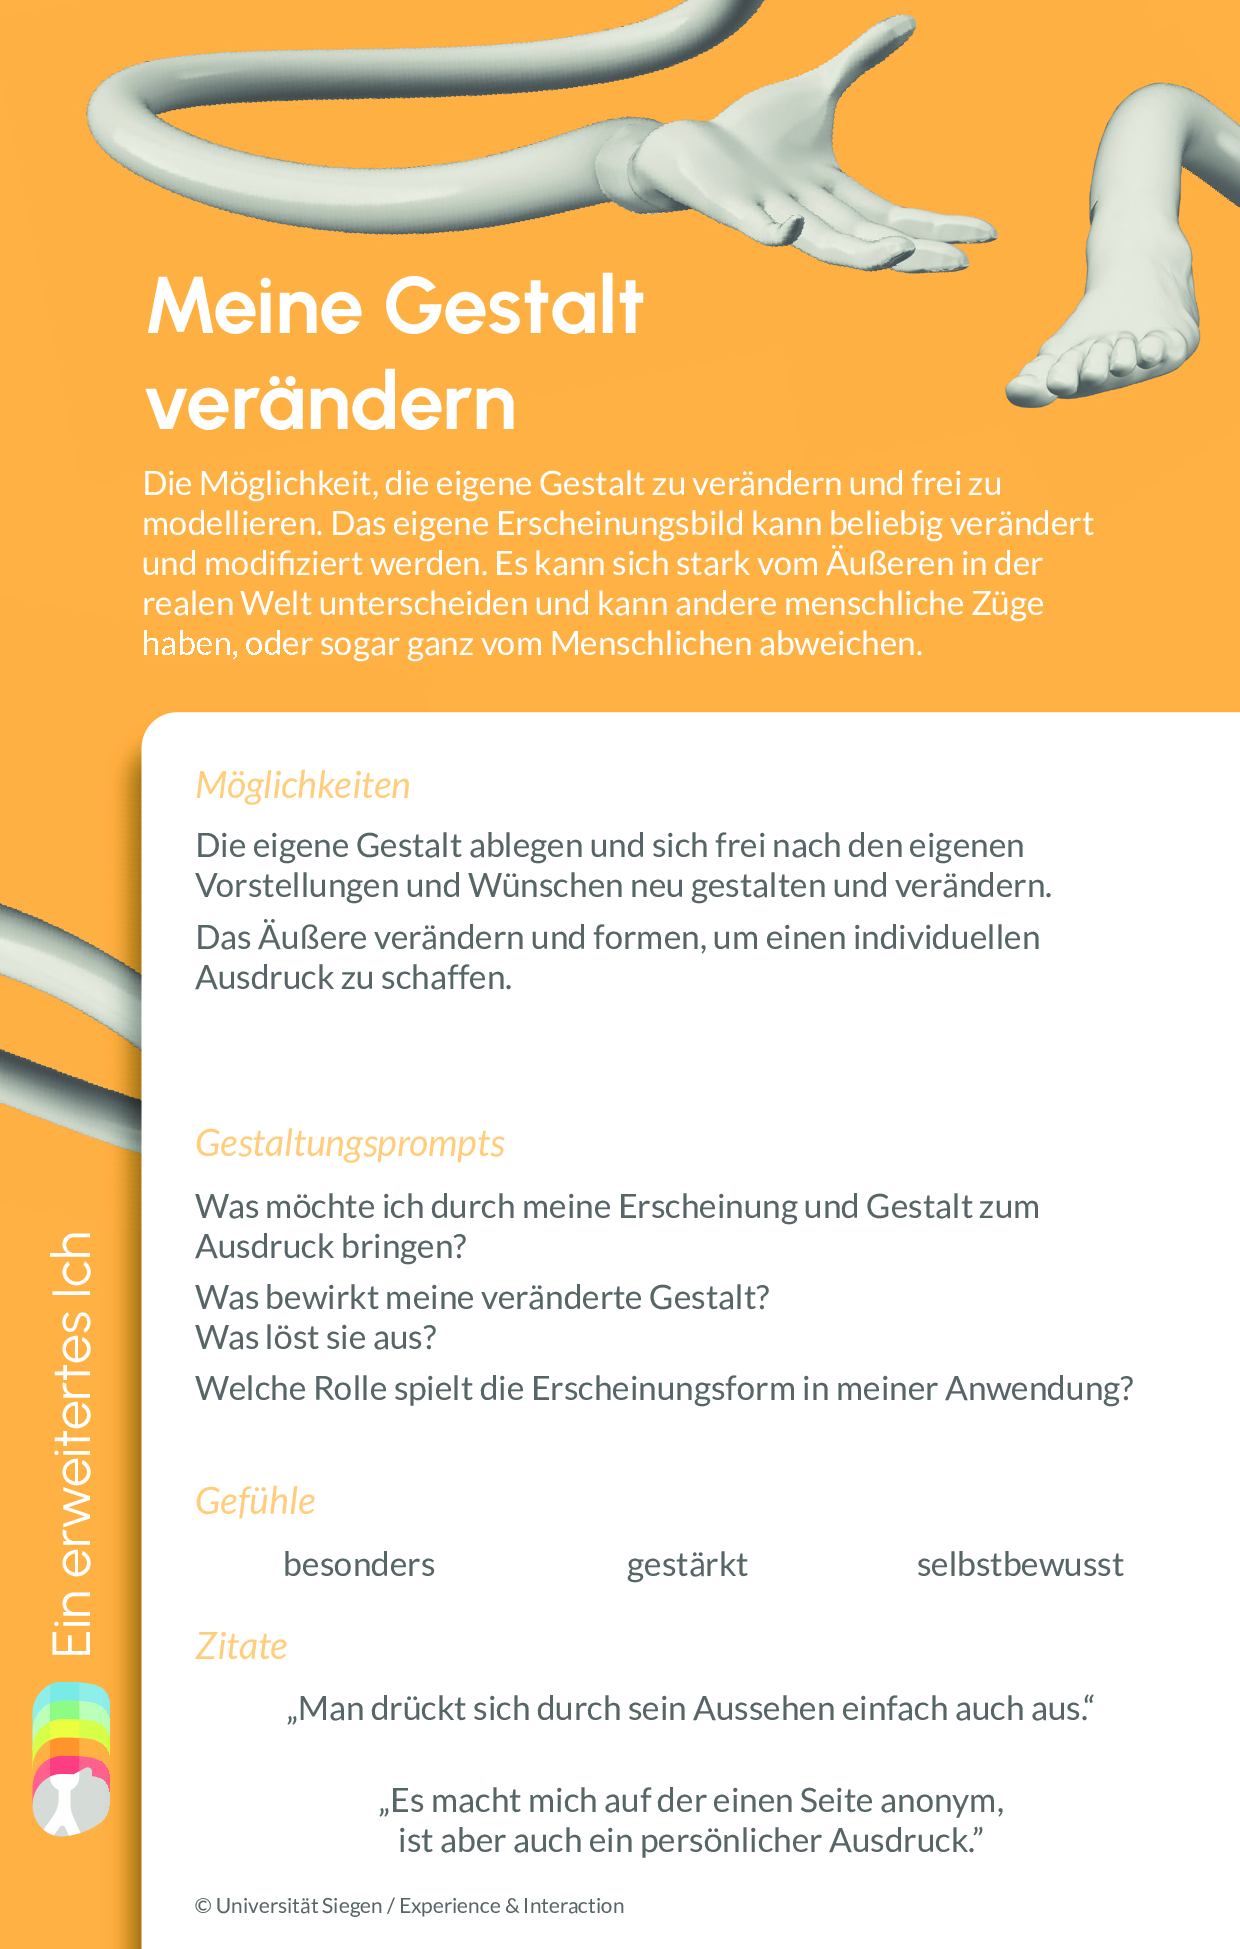 Meine Gestalt
verändern
Die Möglichkeit, die eigene Gestalt zu verändern und frei zu
modellieren. Das eigene Erscheinungsbild kann beliebig verändert
und modifiziert werden. Es kann sich stark vom Äußeren in der
realen Welt unterscheiden und kann andere menschliche Züge
haben, oder sogar ganz vom Menschlichen abweichen.
Möglichkeiten
Die eigene Gestalt ablegen und sich frei nach den eigenen
Vorstellungen und Wünschen neu gestalten und verändern.
Das Äußere verändern und formen, um einen individuellen
Ausdruck zu schaffen.
Gestaltungsprompts
Was möchte ich durch meine Erscheinung und Gestalt zum
Ausdruck bringen?
Was bewirkt meine veränderte Gestalt?
Was löst sie aus?
Welche Rolle spielt die Erscheinungsform in meiner Anwendung?
Gefühle
besonders gestärkt selbstbewusst
Zitate
„Man drückt sich durch sein Aussehen einfach auch aus.“
„Es macht mich auf der einen Seite anonym,
ist aber auch ein persönlicher Ausdruck.”
© Universität Siegen / Experience & Interaction
Ein erweitertes Ich